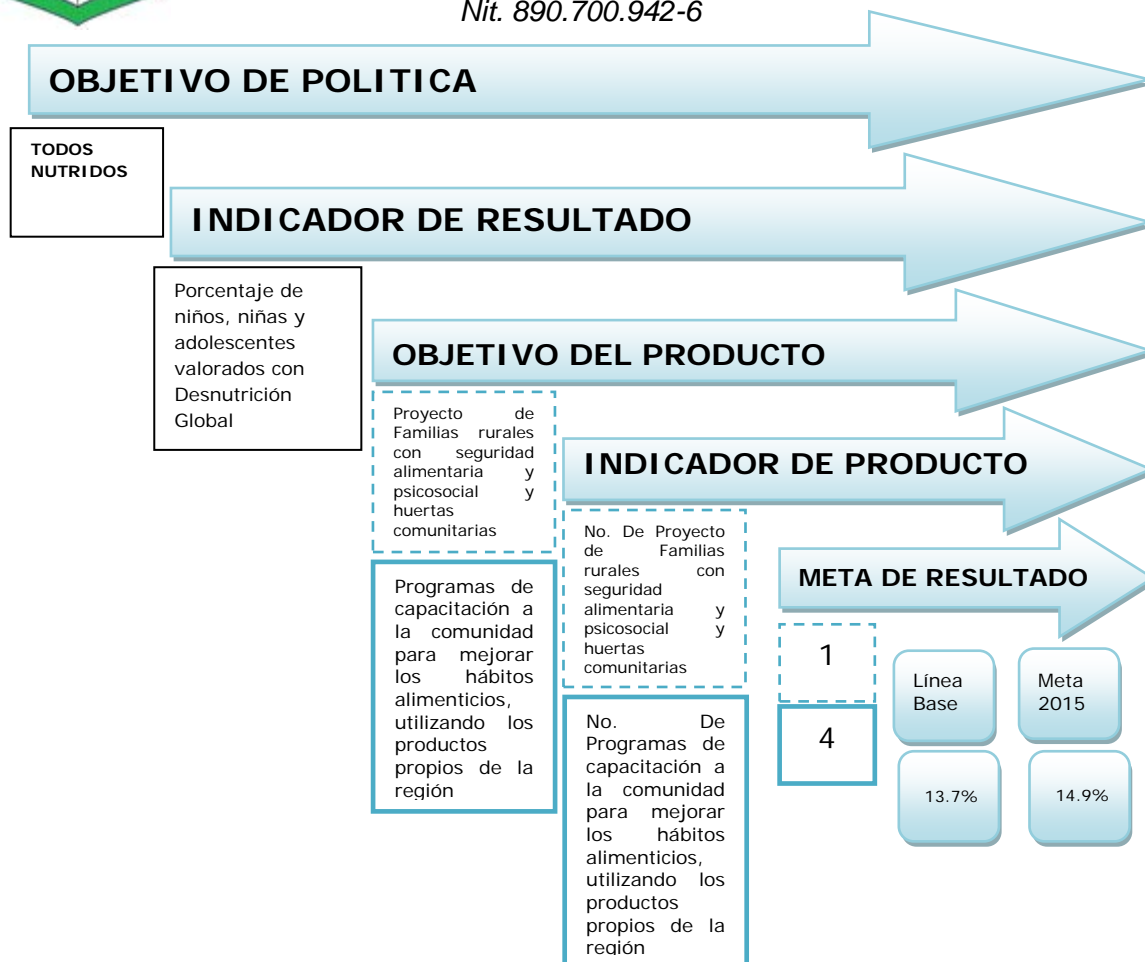 Nit. 890.700.942-6
OBJETIVO DE POLITICA
TODOS
NUTRIDOS
INDICADOR DE RESULTADO
Porcentaje de
niños, niñas y
adolescentes
valorados con
Desnutrición
Global
OBJETIVO DEL PRODUCTO
Proyecto de
Familias rurales
con seguridad
alimentaria y
psicosocial y
huertas
comunitarias
Programas de
capacitación a
la comunidad
para mejorar
los hábitos
alimenticios,
utilizando los
productos
propios de la
región
INDICADOR DE PRODUCTO
No. De Proyecto
de Familias
rurales con
seguridad
alimentaria y
psicosocial y
huertas
comunitarias
No. De
Programas de
capacitación a
la comunidad
para mejorar
los hábitos
alimenticios,
utilizando los
productos
propios de la
región
META DE RESULTADO
1
4
Línea
Base
Meta
2015
13.7%
14.9%